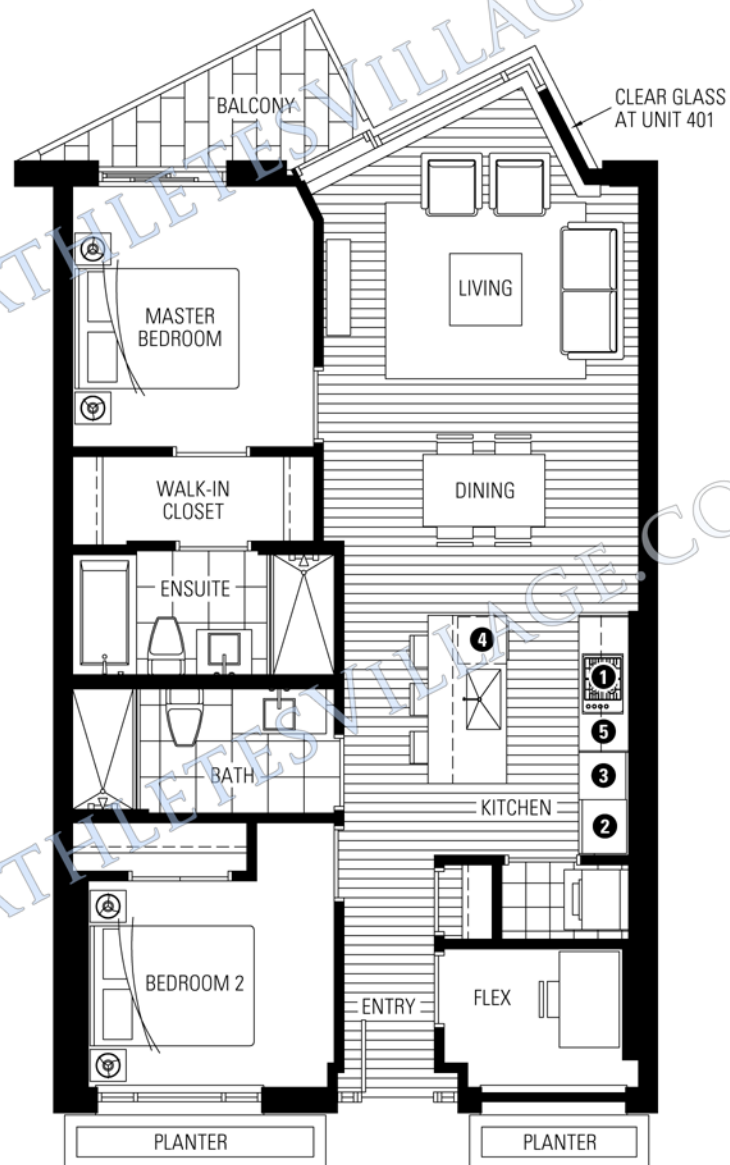 BALCONY
CLEAR GLASS
AT UNIT 401
LIVING
MASTER
BEDROOM
WALK-IN
CLOSET
DINING
ENSUITE
4
1
5
BATH
3
KITCHEN
2
BEDROOM 2
FLEX
ENTRY
PLANTER
PLANTER
ATHLETESVILLAGE
ATHLETESVILLAGE.CO